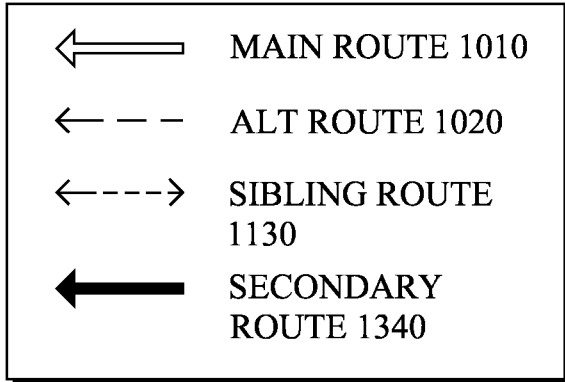 MAIN ROUTE 1010
ALT ROUTE 1020
SIBLING ROUTE
1130
SECONDARY
ROUTE 1340